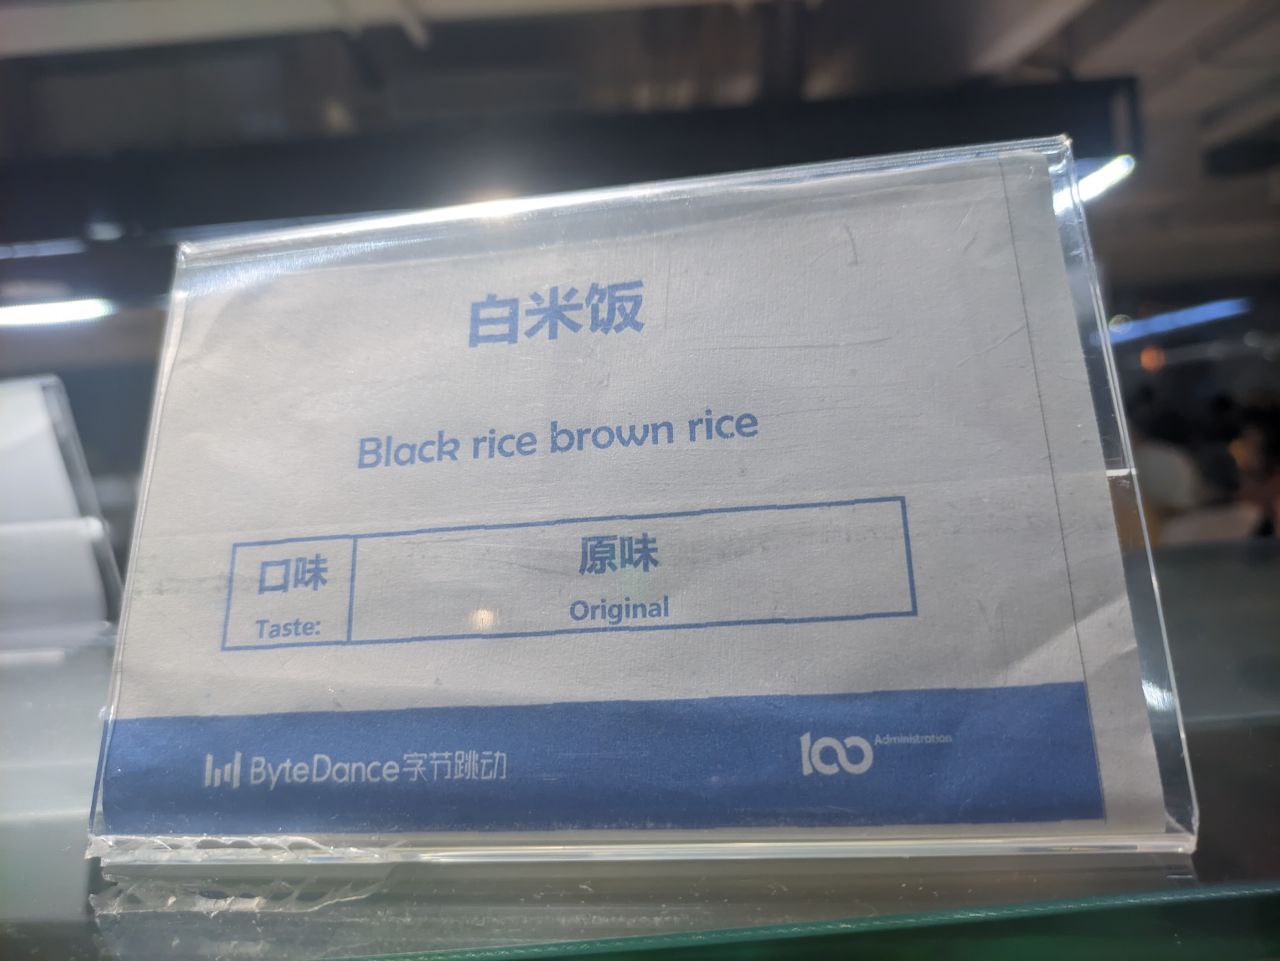 白米饭
Black rice brown rice
口味
Taste:
原味
Original
ByteDance字节跳动
100 Administration